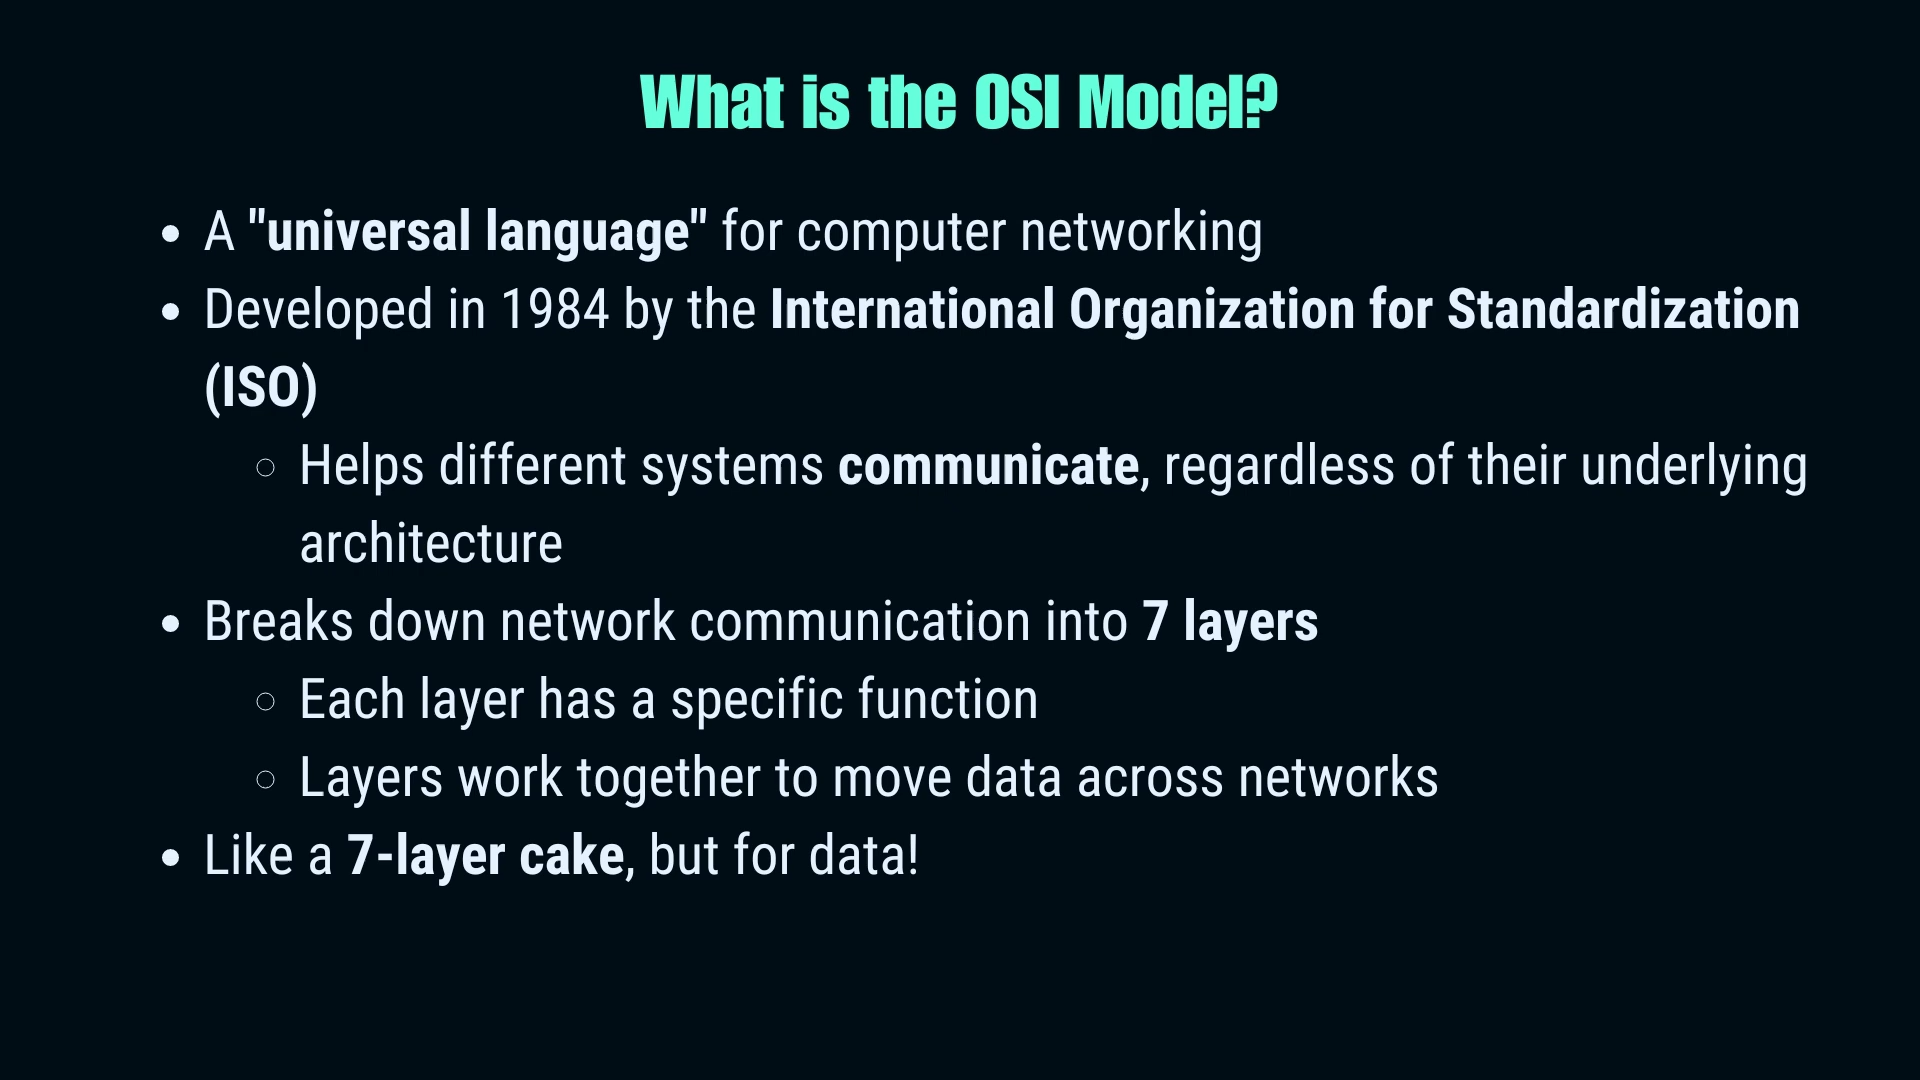 What is the OSI Model?
• A "universal language" for computer networking
• Developed in 1984 by the International Organization for Standardization
(ISO)
○ Helps different systems communicate, regardless of their underlying
architecture
• Breaks down network communication into 7 layers
○ Each layer has a specific function
○ Layers work together to move data across networks
• Like a 7-layer cake, but for data!